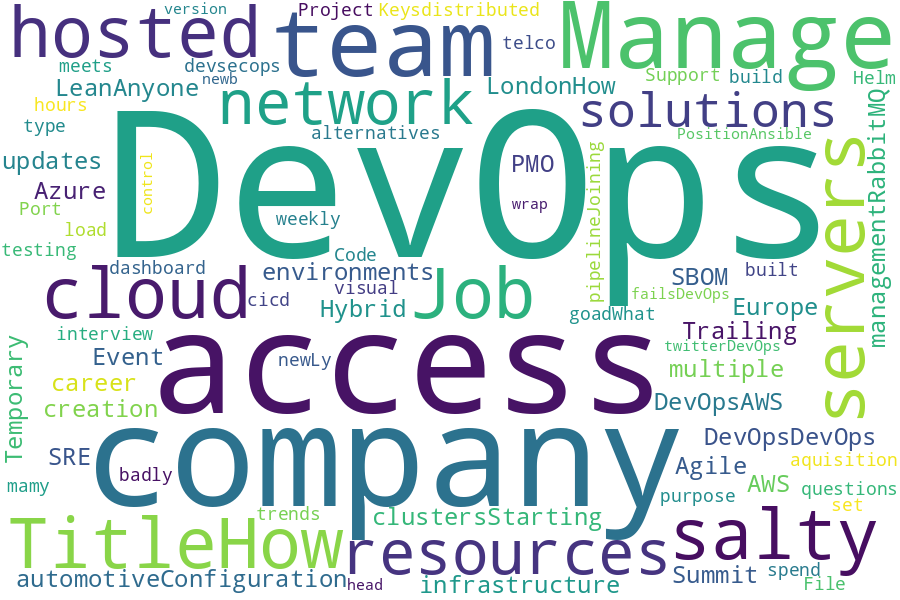 version
Project
Keysdistributed
hosted
team
Manage
telco
meets
devsecops
newb
LeanAnyone
LondonHow
Support
build
Helm
hours
network
solutions
type
alternatives
PositionAnsible
DevOps
PMO
updates
Azure
control
wrap
pipelineJoining
servers
managementRabbitMQ
Port
weekly
load
testing
dashboard
Code
environments
SBOM
built
cloud
cicd
visual
Job
failsDevOps
Hybrid
goadWhat
Europe
interview
Trailing
Event
newLy
access
twitterDevOps
Temporary
career
multiple
creation
DevOpsAWS
company
SRE
badly
DevOpsDevOps
Agile
aquisition
mamy
purpose
AWS
questions
TitleHow
trends
clustersStarting
set
salty
resources
automotiveConfiguration
head
infrastructure
Summit
spend
File